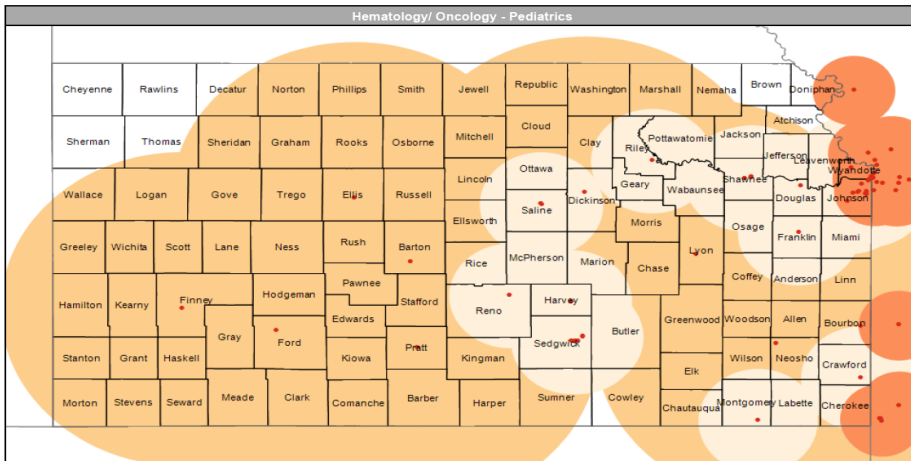 Hematology/ Oncology - Pediatrics
Cheyenne Rawlins Decatur Norton Phillips Smith Jewell Republic Washington Marshall Nemaha Brown Doniphan
Atchison
Sherman Thomas Sheridan Graham Rooks Osborne Mitchell Cloud Clay Riley Pottawatomie Jackson Jefferson Leavenworth
Wyandotte
Ottawa Geary Wabaunsee Shawnee Douglas Johnson
Wallace Logan Gove Trego Ellis Russell Lincoln Saline Dickinson
Ellsworth Morris Osage Franklin Miami
Greeley Wichita Scott Lane Ness Rush Barton Rice McPherson Marion Chase Lyon
Coffey Anderson Linn
Hamilton Kearny Finney Hodgeman Pawnee Stafford Reno Harvey
Edwards Butler Greenwood Woodson Allen Bourbon
Stanton Grant Haskell Gray Ford Kiowa Pratt Kingman Sedgwick Elk Wilson Neosho Crawford
Morton Stevens Seward Meade Clark Comanche Barber Harper Sumner Cowley Chautauqua Montgomery Labette Cherokee